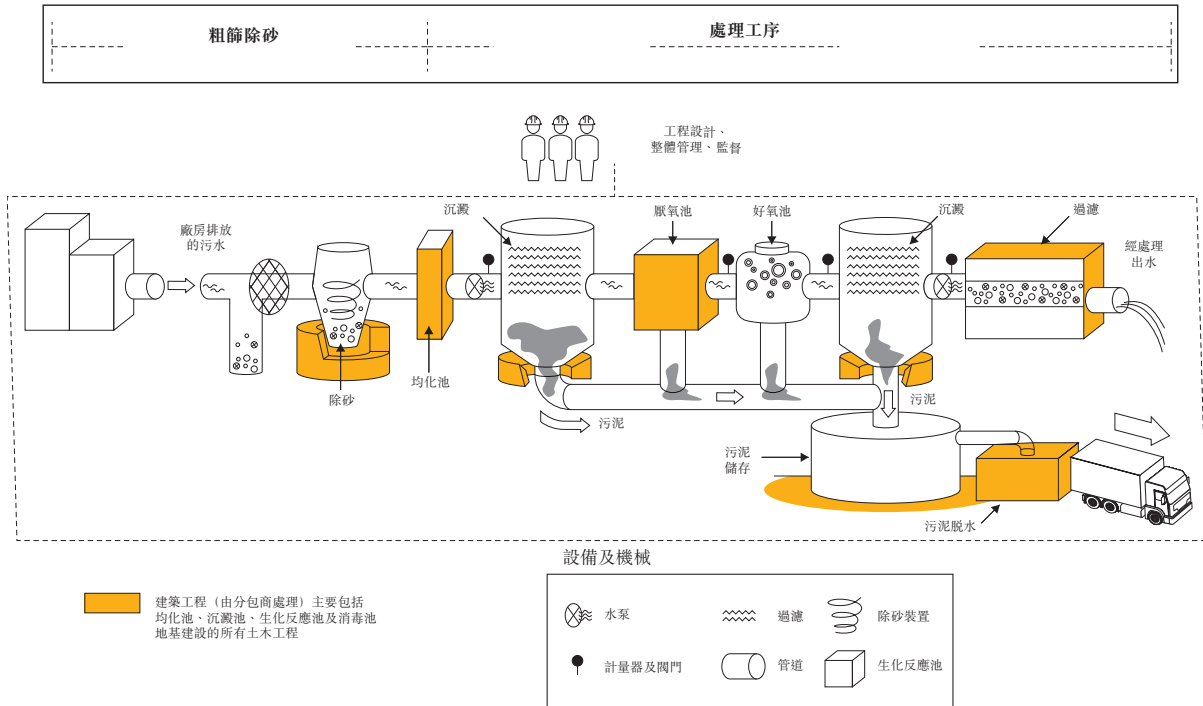 粗篩除砂
處理工序
工程設計、
整體管理、監督
廠房排放
的污水
沉澱
厭氧池
好氧池
沉澱
過濾
經處理
出水
除砂
均化池
污泥
污泥
污泥
儲存
污泥脫水
設備及機械
建築工程（由分包商處理）主要包括
均化池、沉澱池、生化反應池及消毒池
地基建設的所有土木工程
水泵
過濾
除砂裝置
計量器及閥門
管道
生化反應池